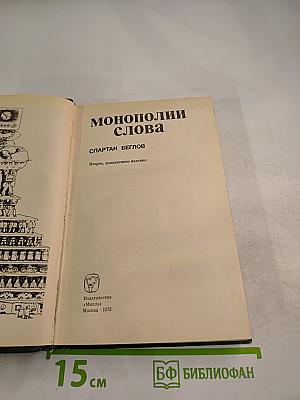 МОНОПОЛИИ
СЛОВА
СПАРТАК БЕГЛОВ
Второе, дополненное издание
Издательство
«Мысль»
Москва · 1972
15 см
БФ БИБЛИОФАН